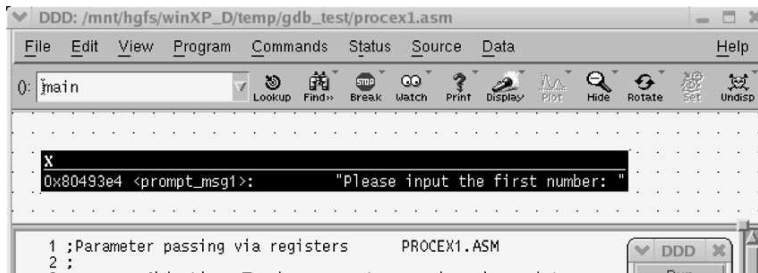 DDD: /mnt/hgfs/winXP_D/temp/gdb_test/procex1.asm
File Edit View Program Commands Status Source Data Help
(): main
Lookup Find>> Break Watch Print Display Plot Hide Rotate Set Undisp
X
0x80493e4 <prompt_msg1>: "Please input the first number: "
1 ;Parameter passing via registers PROCEX1.ASM
DDD
2 ;